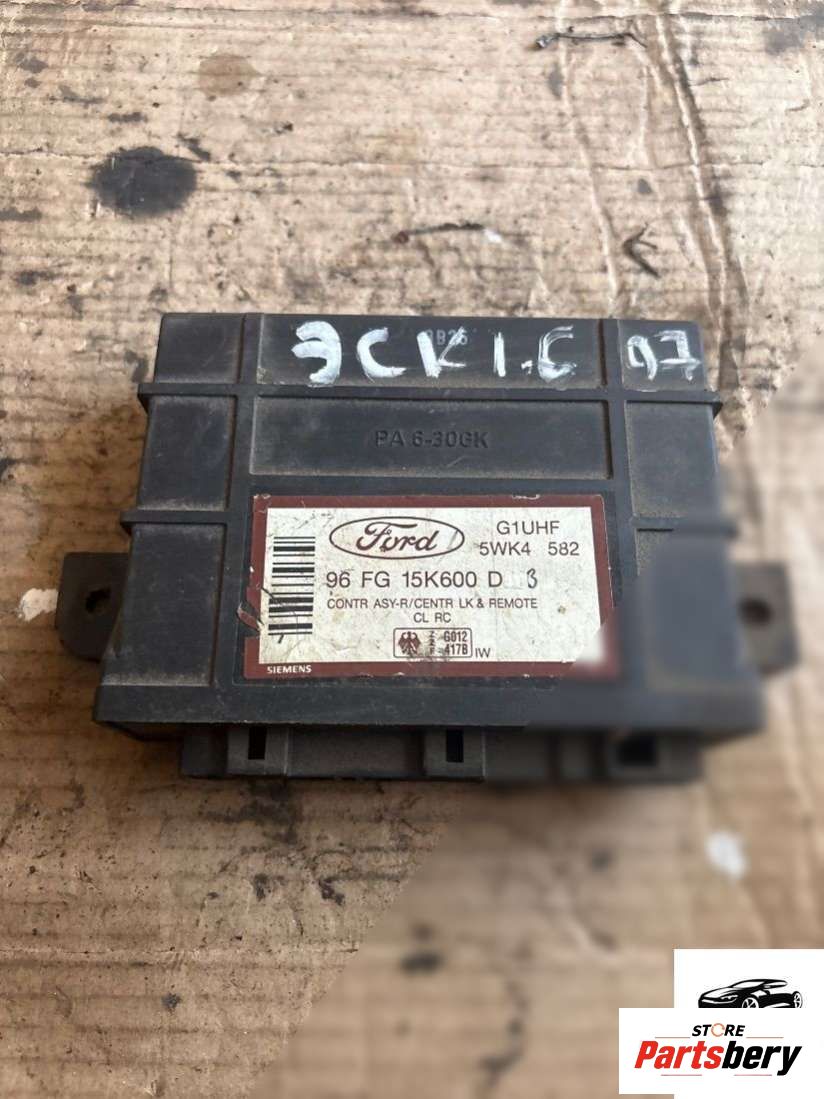 ЭСК 1.6 97
PA 6-30GK
Ford
G1UHF
5WK4 582
96 FG 15K600 D B
CONTR ASY-R/CENTR LK & REMOTE
CL RC
G012
417B IW
SIEMENS
STORE
Partsbery